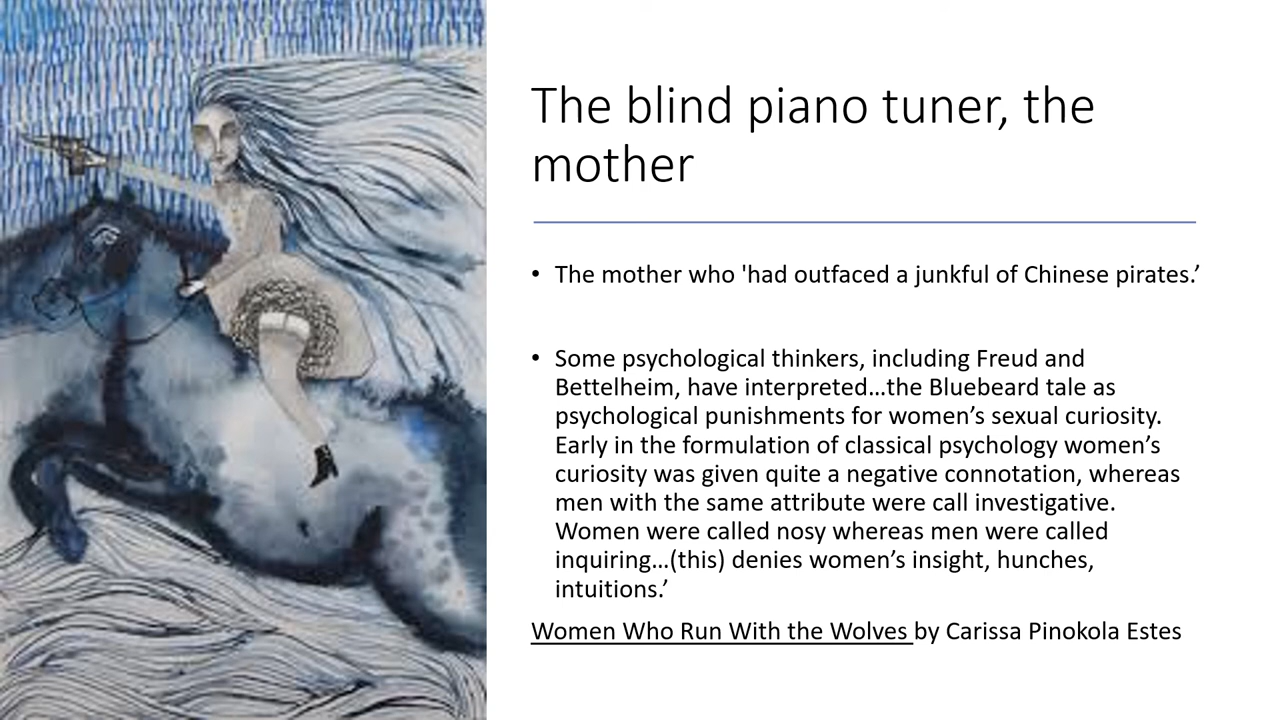 The blind piano tuner, the
mother
• The mother who 'had outfaced a junkful of Chinese pirates.’
• Some psychological thinkers, including Freud and
Bettelheim, have interpreted…the Bluebeard tale as
psychological punishments for women’s sexual curiosity.
Early in the formulation of classical psychology women’s
curiosity was given quite a negative connotation, whereas
men with the same attribute were call investigative.
Women were called nosy whereas men were called
inquiring…(this) denies women’s insight, hunches,
intuitions.’
Women Who Run With the Wolves by Carissa Pinokola Estes